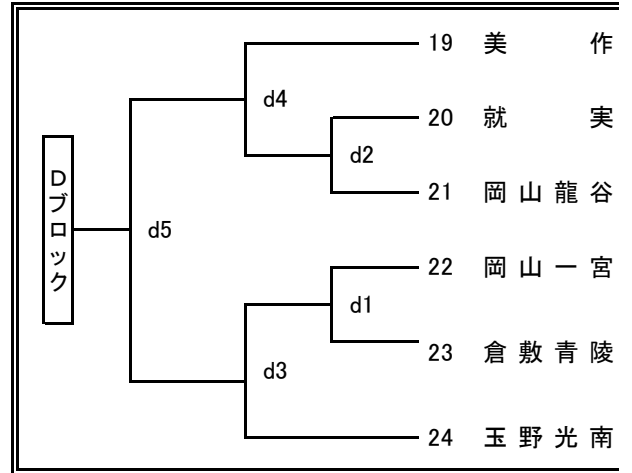 19 美作
d4
20 就実
d2
21 岡山龍谷
Dブロック
d5
22 岡山一宮
d1
23 倉敷青陵
d3
24 玉野光南